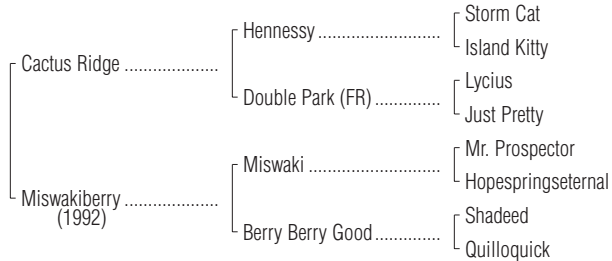 Storm Cat
Hennessy ..........................
Island Kitty
Cactus Ridge ....................
Lycius
Double Park (FR) ..............
Just Pretty
Mr. Prospector
Miswaki ............................
Hopespringseternal
Miswakiberry ....................
(1992)
Shadeed
Berry Berry Good ..............
Quilloquick